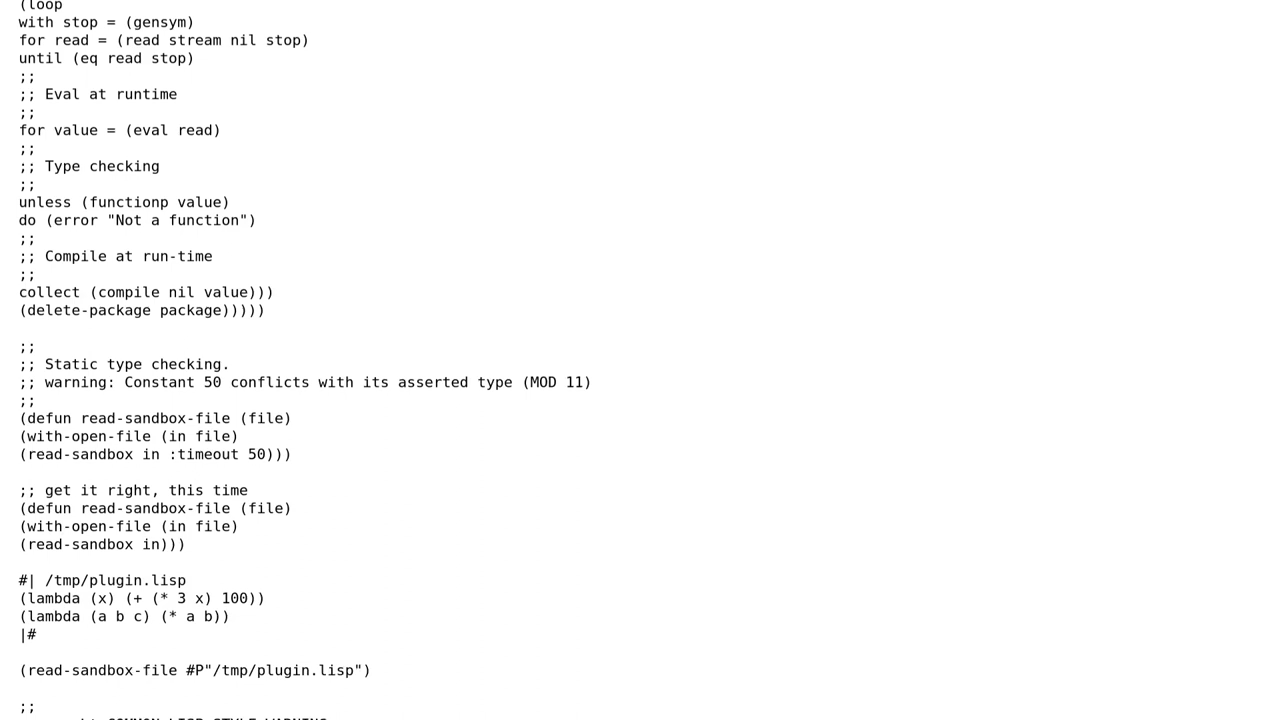 (loop
with stop = (gensym)
for read = (read stream nil stop)
until (eq read stop)
;;
;; Eval at runtime
;;
for value = (eval read)
;;
;; Type checking
;;
unless (functionp value)
do (error "Not a function")
;;
;; Compile at run-time
;;
collect (compile nil value)))
(delete-package package)))))

;;
;; Static type checking.
;; warning: Constant 50 conflicts with its asserted type (MOD 11)
;;
(defun read-sandbox-file (file)
(with-open-file (in file)
(read-sandbox in :timeout 50)))

;; get it right, this time
(defun read-sandbox-file (file)
(with-open-file (in file)
(read-sandbox in)))

#| /tmp/plugin.lisp
(lambda (x) (+ (* 3 x) 100))
(lambda (a b c) (* a b))
|#

(read-sandbox-file #P"/tmp/plugin.lisp")

;;